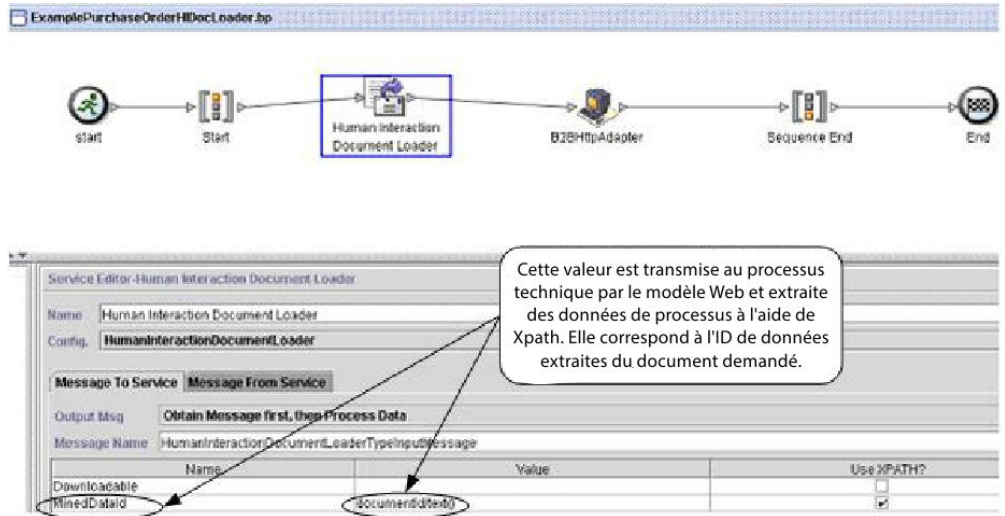 ExamplePurchaseOrderHIDocLoader.bp
start
Start
Human Interaction
Document Loader
B2BHttpAdapter
Sequence End
End
Service Editor-Human Interaction Document Loader
Cette valeur est transmise au processus
technique par le modèle Web et extraite
des données de processus à l'aide de
Xpath. Elle correspond à l'ID de données
extraites du document demandé.
Name Human Interaction Document Loader
Config. HumanInteractionDocumentLoader
Message To Service Message From Service
Output Msg Obtain Message first, then Process Data
Message Name HumanInteractionDocumentLoaderTypeInputMessage
Name Value Use XPATH?
Downloadable
MinedDataId documentId/text()